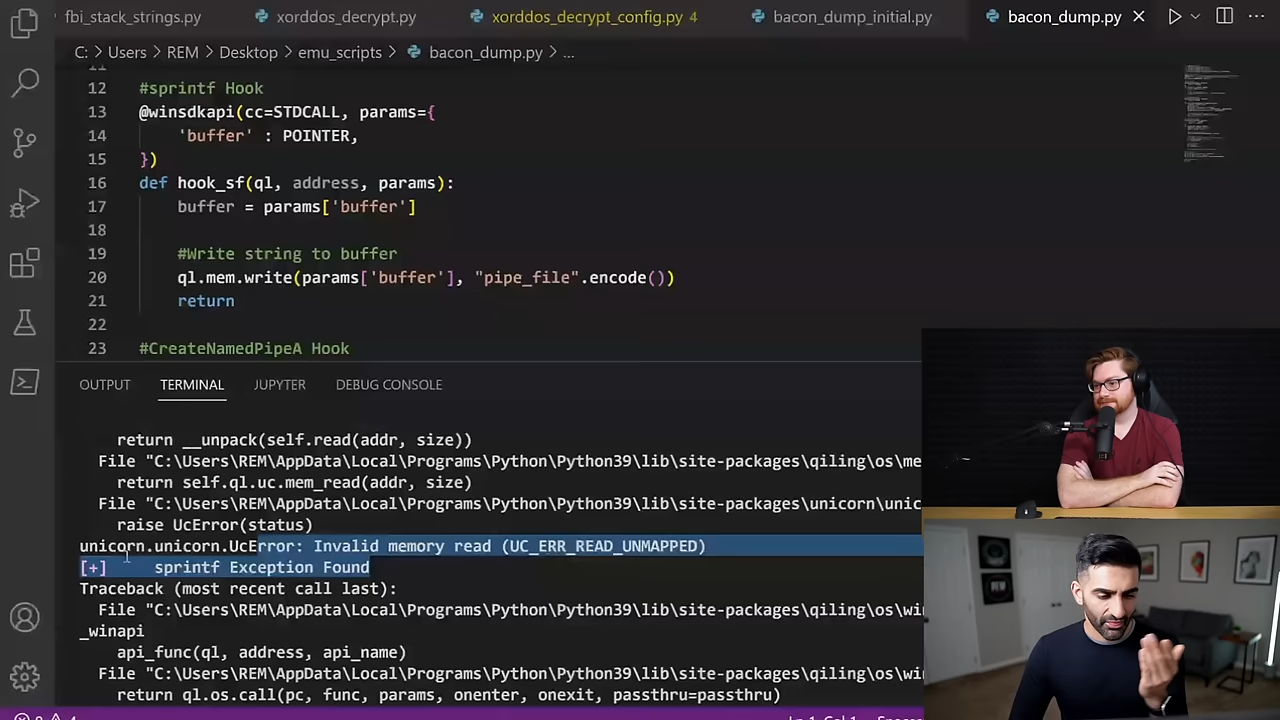 fbi_stack_strings.py xorddos_decrypt.py xorddos_decrypt_config.py 4 bacon_dump_initial.py bacon_dump.py
C: > Users > REM > Desktop > emu_scripts > bacon_dump.py > ...
11
12 #sprintf Hook
13 @winsdkapi(cc=STDCALL, params={
14 'buffer' : POINTER,
15 })
16 def hook_sf(ql, address, params):
17 buffer = params['buffer']
18
19 #Write string to buffer
20 ql.mem.write(params['buffer'], "pipe_file".encode())
21 return
22
23 #CreateNamedPipeA Hook
OUTPUT TERMINAL JUPYTER DEBUG CONSOLE
return __unpack(self.read(addr, size))
File "C:\Users\REM\AppData\Local\Programs\Python\Python39\lib\site-packages\qiling\os\me
return self.ql.uc.mem_read(addr, size)
File "C:\Users\REM\AppData\Local\Programs\Python\Python39\lib\site-packages\unicorn\unic
raise UcError(status)
unicorn.unicorn.UcError: Invalid memory read (UC_ERR_READ_UNMAPPED)
[+] sprintf Exception Found
Traceback (most recent call last):
File "C:\Users\REM\AppData\Local\Programs\Python\Python39\lib\site-packages\qiling\os\win
_winapi
api_func(ql, address, api_name)
File "C:\Users\REM\AppData\Local\Programs\Python\Python39\lib\site-packages\qiling\os\win
return ql.os.call(pc, func, params, onenter, onexit, passthru=passthru)